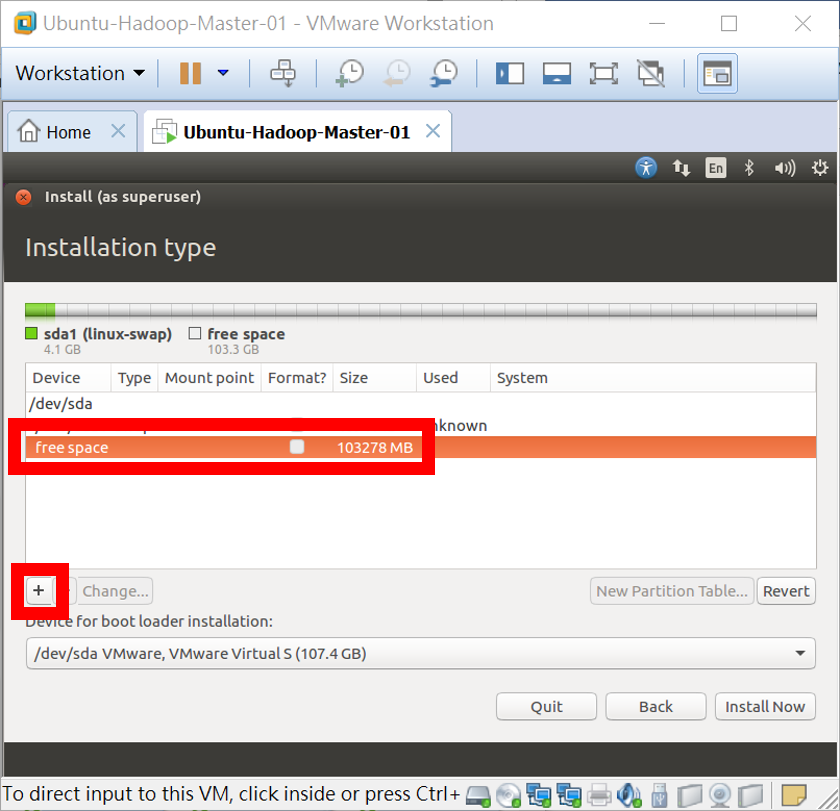 Ubuntu-Hadoop-Master-01 - VMware Workstation
Workstation
Home
Ubuntu-Hadoop-Master-01
En
Install (as superuser)
Installation type
sda1 (linux-swap) free space
4.1 GB 103.3 GB
Device Type Mount point Format? Size Used System
/dev/sda
free space 103278 MB
+ Change... New Partition Table... Revert
Device for boot loader installation:
/dev/sda VMware, VMware Virtual S (107.4 GB)
Quit Back Install Now
To direct input to this VM, click inside or press Ctrl+